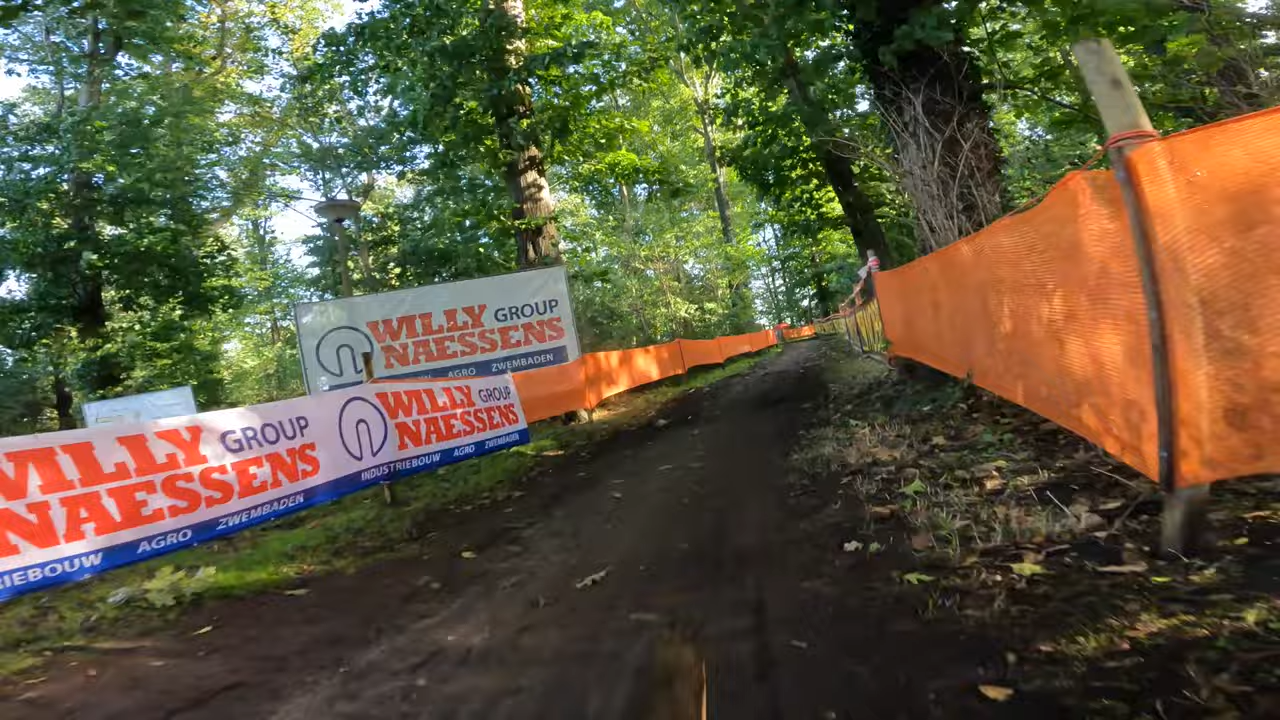 WILLY GROUP
NAESSENS
AGRO ZWEMBADEN
WILLY GROUP
NAESSENS
INDUSTRIEBOUW AGRO ZWEMBADEN
WILLY GROUP
NAESSENS
RIEBOUW AGRO ZWEMBADEN